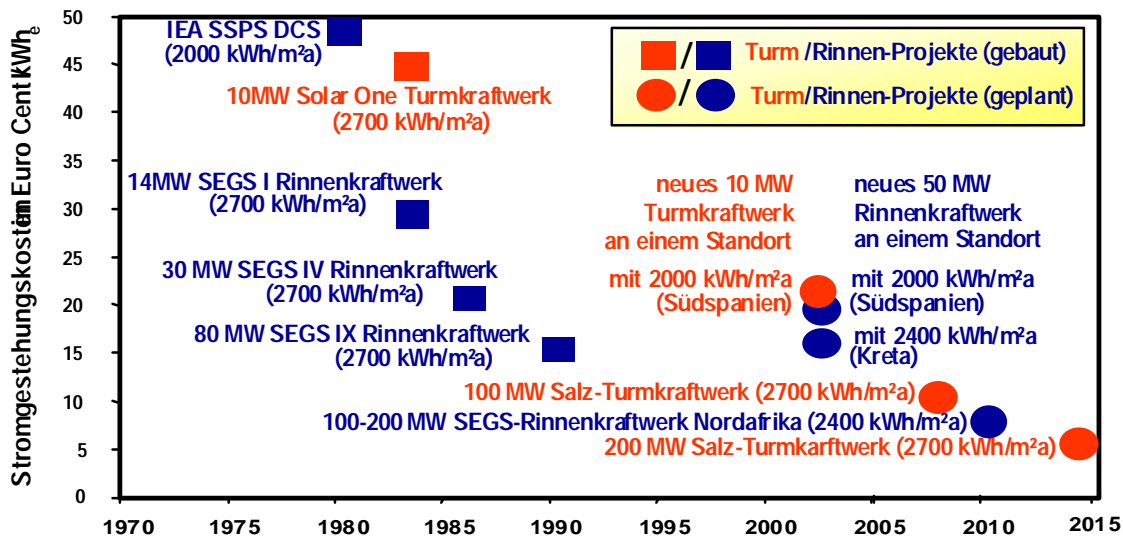 Stromgestehungskosten in Euro Cent/kWhe
50
45
40
35
30
25
20
15
10
5
0
1970
1975
1980
1985
1990
1995
2000
2005
2010
2015
IEA SSPS DCS
(2000 kWh/m²a)
10MW Solar One Turmkraftwerk
(2700 kWh/m²a)
14MW SEGS I Rinnenkraftwerk
(2700 kWh/m²a)
30 MW SEGS IV Rinnenkraftwerk
(2700 kWh/m²a)
80 MW SEGS IX Rinnenkraftwerk
(2700 kWh/m²a)
/ Turm /Rinnen-Projekte (gebaut)
/ Turm/Rinnen-Projekte (geplant)
neues 10 MW
Turmkraftwerk
an einem Standort
mit 2000 kWh/m²a
(Südspanien)
neues 50 MW
Rinnenkraftwerk
an einem Standort
mit 2000 kWh/m²a
(Südspanien)
mit 2400 kWh/m²a
(Kreta)
100 MW Salz-Turmkraftwerk (2700 kWh/m²a)
100-200 MW SEGS-Rinnenkraftwerk Nordafrika (2400 kWh/m²a)
200 MW Salz-Turmkarftwerk (2700 kWh/m²a)